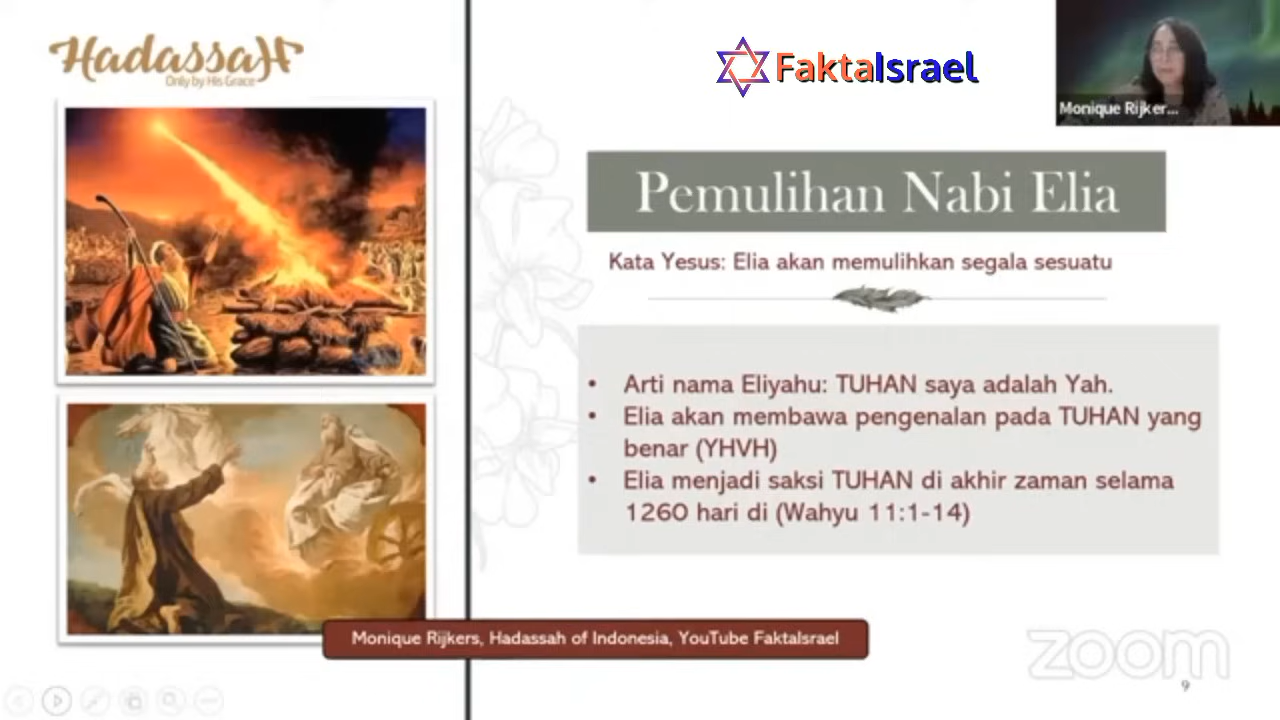 Hadassah
Only by His Grace
FaktaIsrael
Monique Rijker...
Pemulihan Nabi Elia
Kata Yesus: Elia akan memulihkan segala sesuatu
• Arti nama Eliyahu: TUHAN saya adalah Yah.
• Elia akan membawa pengenalan pada TUHAN yang
benar (YHVH)
• Elia menjadi saksi TUHAN di akhir zaman selama
1260 hari di (Wahyu 11:1-14)
Monique Rijkers, Hadassah of Indonesia, YouTube FaktaIsrael
zoom
9